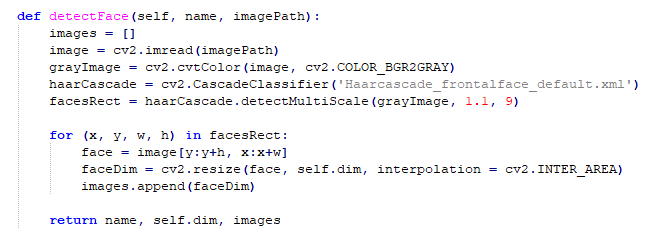 def detectFace(self, name, imagePath):
    images = []
    image = cv2.imread(imagePath)
    grayImage = cv2.cvtColor(image, cv2.COLOR_BGR2GRAY)
    haarCascade = cv2.CascadeClassifier('Haarcascade_frontalface_default.xml')
    facesRect = haarCascade.detectMultiScale(grayImage, 1.1, 9)

    for (x, y, w, h) in facesRect:
        face = image[y:y+h, x:x+w]
        faceDim = cv2.resize(face, self.dim, interpolation = cv2.INTER_AREA)
        images.append(faceDim)

    return name, self.dim, images